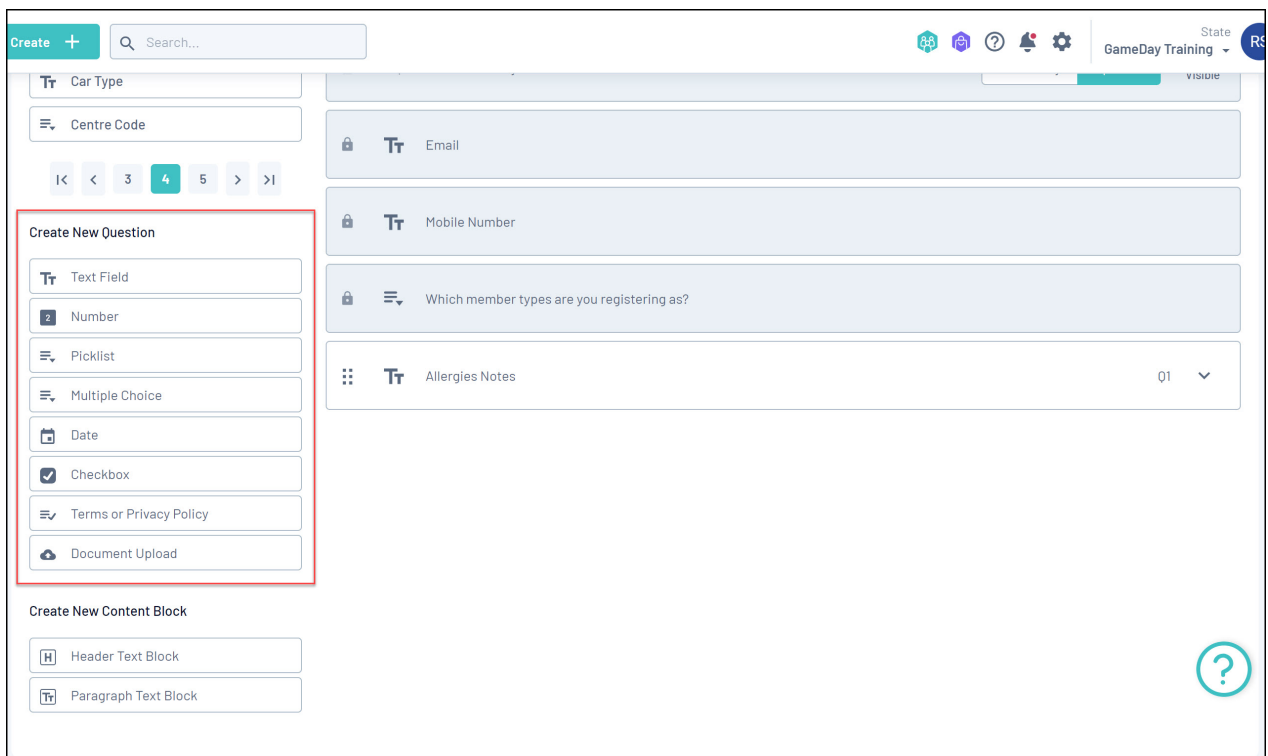 Create +
Search...
State
GameDay Training
RS
Car Type
Centre Code
3 4 5
Create New Question
Text Field
2 Number
Picklist
Multiple Choice
Date
Checkbox
Terms or Privacy Policy
Document Upload
Create New Content Block
H Header Text Block
Tт Paragraph Text Block
Visible
Email
Mobile Number
Which member types are you registering as?
Allergies Notes
Q1